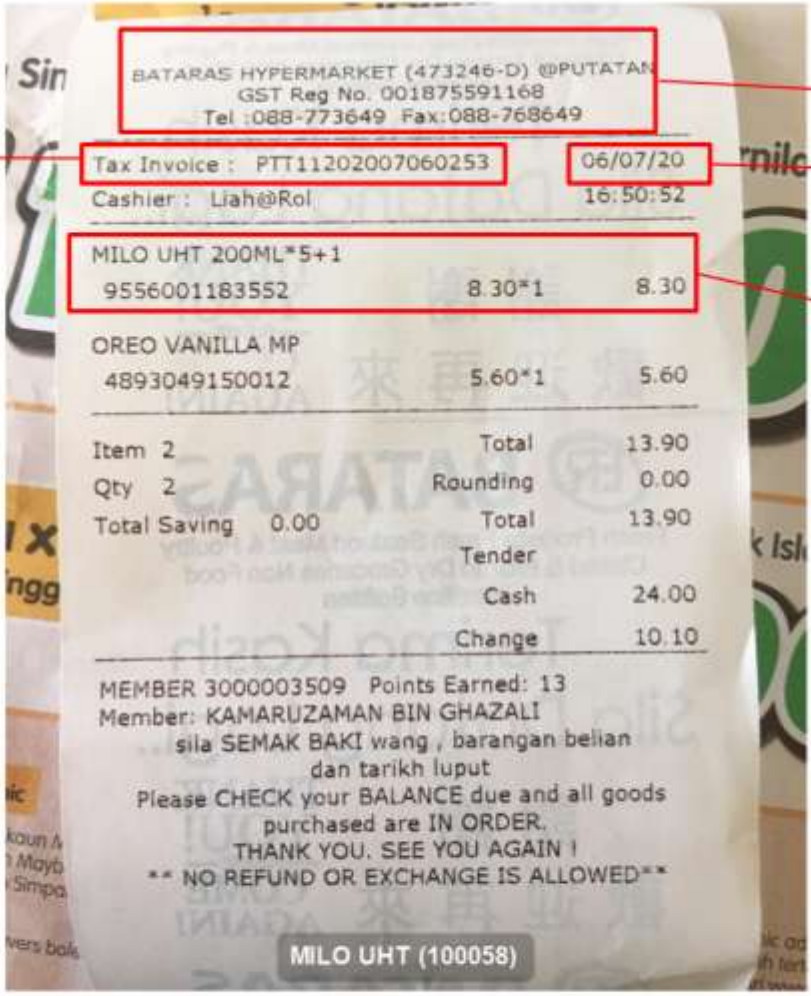 Sin
BATARAS HYPERMARKET (473246-D) @PUTATAN
GST Reg No. 001875591168
Tel :088-773649 Fax:088-768649
Tax Invoice : PTT11202007060253 06/07/20
Cashier : Liah@Rol 16:50:52
MILO UHT 200ML*5+1
9556001183552 8.30*1 8.30
OREO VANILLA MP
4893049150012 5.60*1 5.60
Item 2 Total 13.90
Qty 2 Rounding 0.00
Total Saving 0.00 Total 13.90
Tender
Cash 24.00
Change 10.10
MEMBER 3000003509 Points Earned: 13
Member: KAMARUZAMAN BIN GHAZALI
sila SEMAK BAKI wang , barangan belian
dan tarikh luput
Please CHECK your BALANCE due and all goods
purchased are IN ORDER.
THANK YOU. SEE YOU AGAIN !
** NO REFUND OR EXCHANGE IS ALLOWED**
MILO UHT (100058)